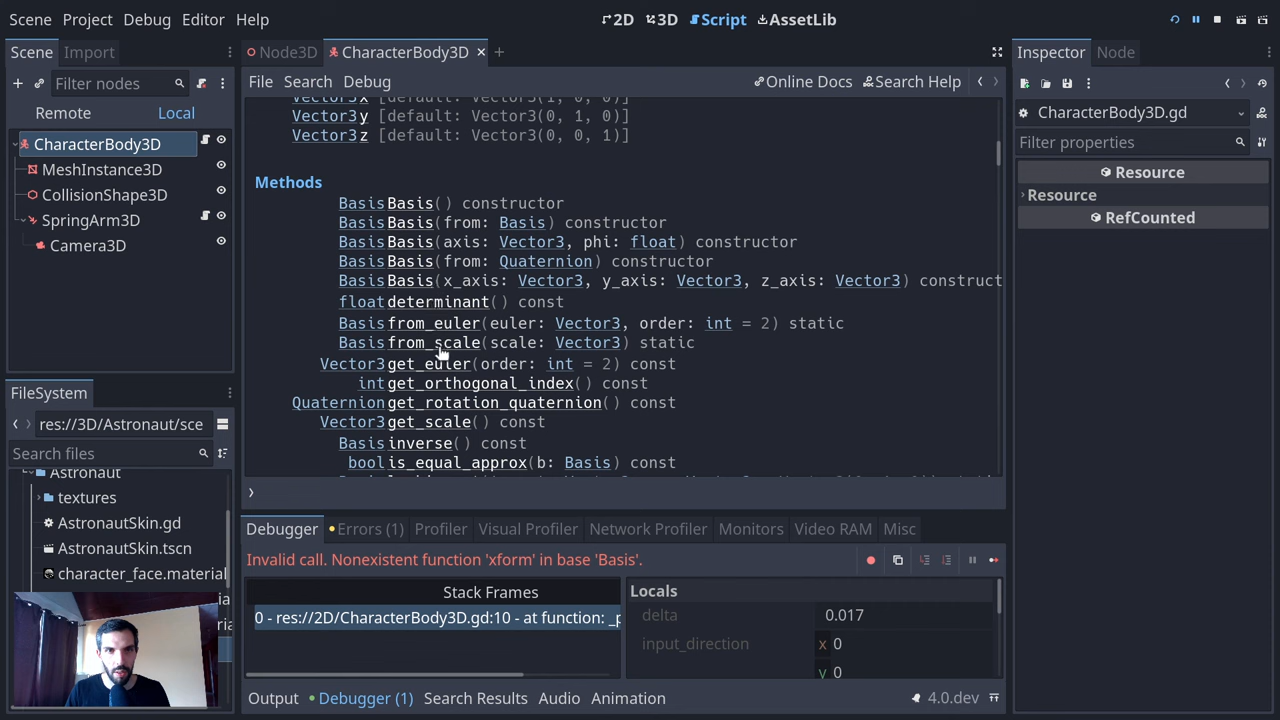 Scene Project Debug Editor Help 2D 3D Script AssetLib
Scene Import
Node3D CharacterBody3D
Inspector Node
Filter nodes
File Search Debug Online Docs Search Help
Remote Local
CharacterBody3D.gd
Filter properties
CharacterBody3D
MeshInstance3D
CollisionShape3D
SpringArm3D
Camera3D
Vector3 x [default: Vector3(1, 0, 0)]
Vector3 y [default: Vector3(0, 1, 0)]
Vector3 z [default: Vector3(0, 0, 1)]
Methods
Basis Basis() constructor
Basis Basis(from: Basis) constructor
Basis Basis(axis: Vector3, phi: float) constructor
Basis Basis(from: Quaternion) constructor
Basis Basis(x_axis: Vector3, y_axis: Vector3, z_axis: Vector3) construct
float determinant() const
Basis from_euler(euler: Vector3, order: int = 2) static
Basis from_scale(scale: Vector3) static
Vector3 get_euler(order: int = 2) const
int get_orthogonal_index() const
Quaternion get_rotation_quaternion() const
Vector3 get_scale() const
Basis inverse() const
bool is_equal_approx(b: Basis) const
Resource
Resource
RefCounted
FileSystem
res://3D/Astronaut/sce
Search files
Astronaut
textures
AstronautSkin.gd
AstronautSkin.tscn
character_face.material
Debugger Errors (1) Profiler Visual Profiler Network Profiler Monitors Video RAM Misc
Invalid call. Nonexistent function 'xform' in base 'Basis'.
Stack Frames
0 - res://2D/CharacterBody3D.gd:10 - at function: _p
Locals
delta 0.017
input_direction x 0
y 0
Output Debugger (1) Search Results Audio Animation 4.0.dev